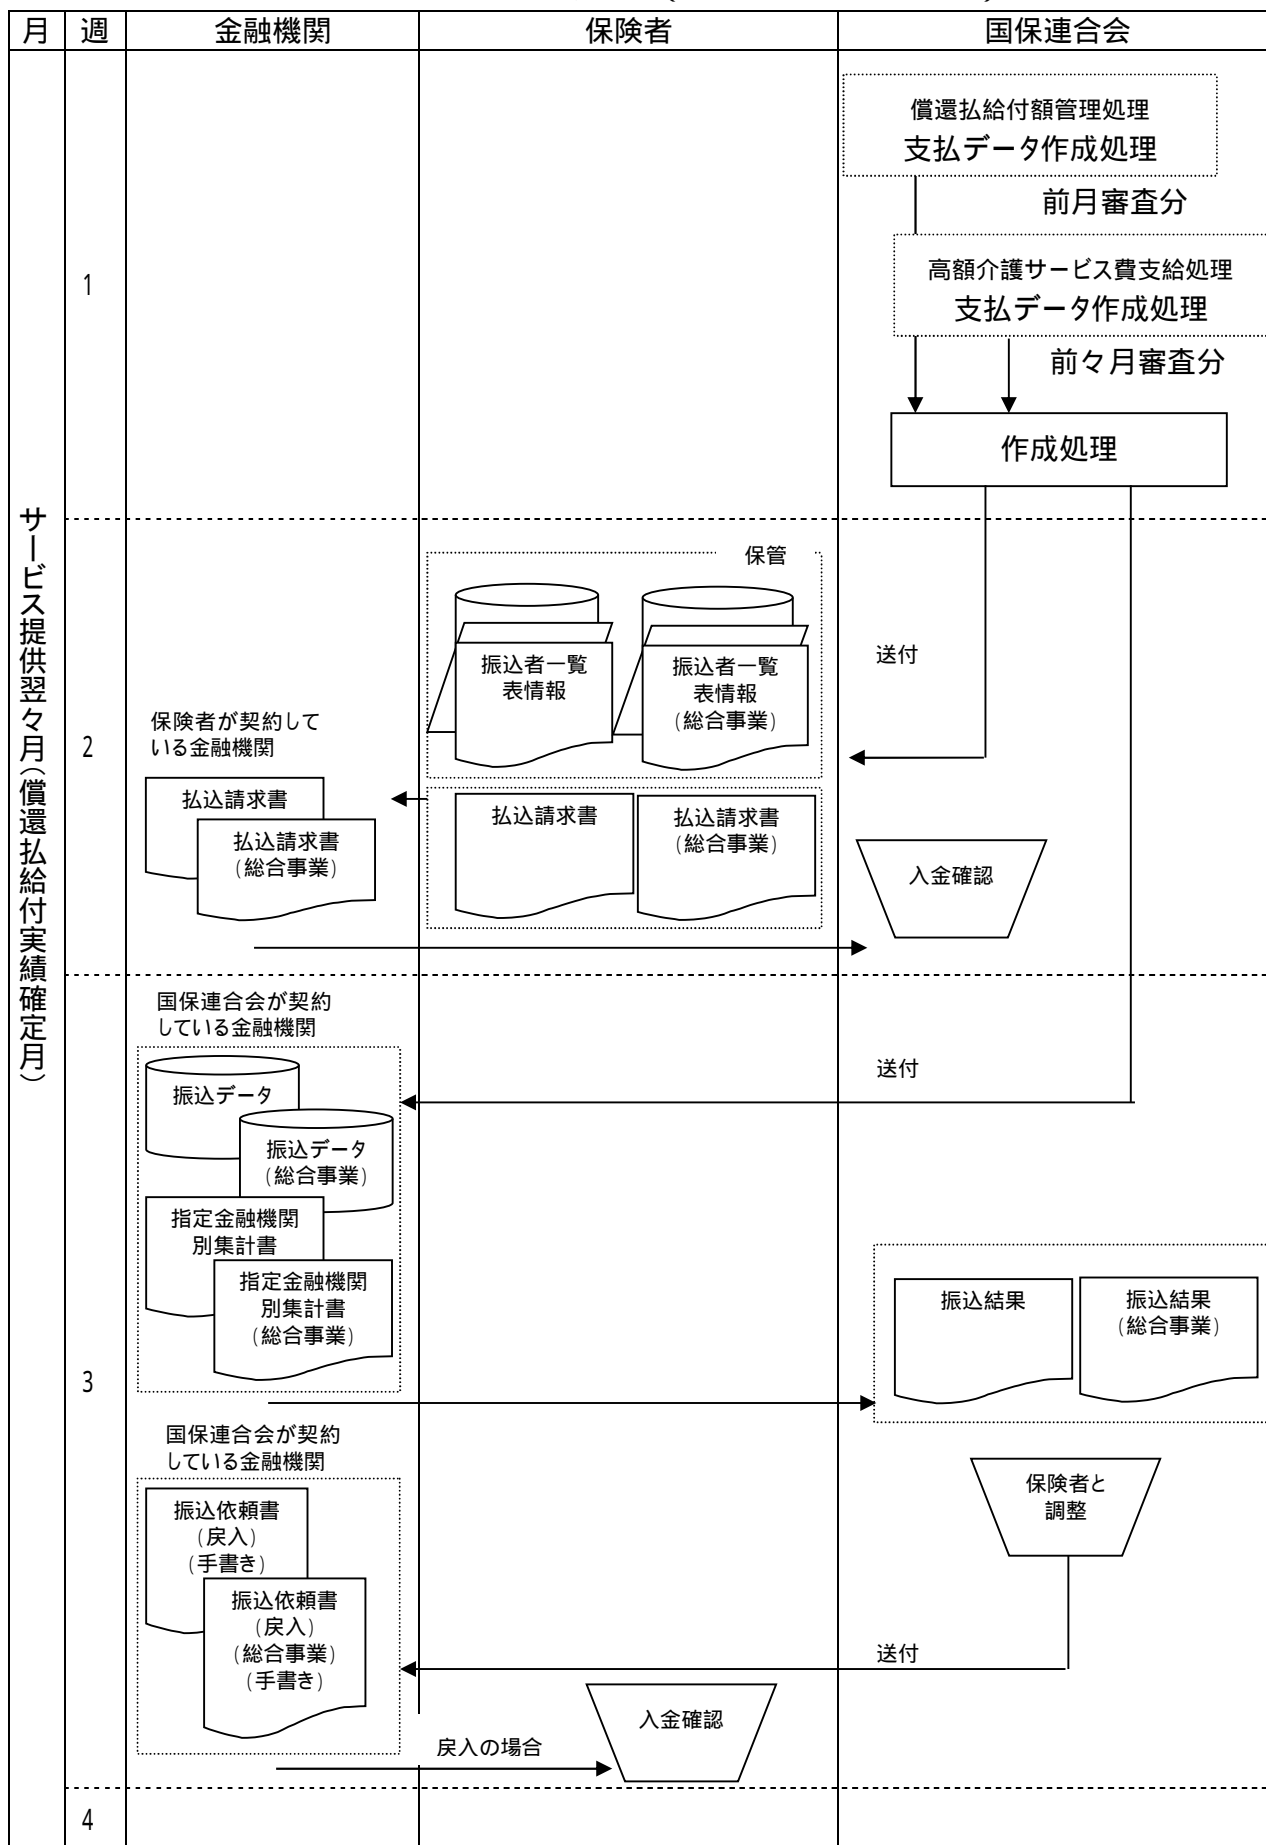 月 週 金融機関 保険者 国保連合会
サービス提供翌々月（償還払給付実績確定月）
1
償還払給付額管理処理
支払データ作成処理
前月審査分
高額介護サービス費支給処理
支払データ作成処理
前々月審査分
作成処理
2
保管
振込者一覧
表情報
振込者一覧
表情報
(総合事業)
送付
保険者が契約して
いる金融機関
払込請求書
払込請求書
(総合事業)
払込請求書
払込請求書
(総合事業)
入金確認
3
国保連合会が契約
している金融機関
送付
振込データ
振込データ
(総合事業)
指定金融機関
別集計書
指定金融機関
別集計書
(総合事業)
振込結果
振込結果
(総合事業)
国保連合会が契約
している金融機関
保険者と
調整
振込依頼書
(戻入)
(手書き)
振込依頼書
(戻入)
(総合事業)
(手書き)
送付
入金確認
戻入の場合
4